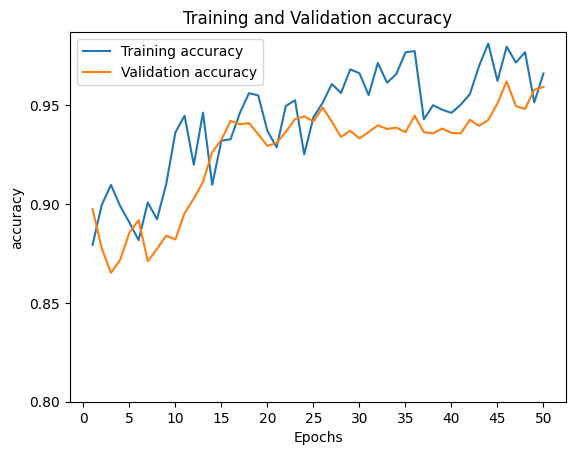 Training and Validation accuracy
Training accuracy
Validation accuracy
accuracy
0.95
0.90
0.85
0.80
0 5 10 15 20 25 30 35 40 45 50
Epochs